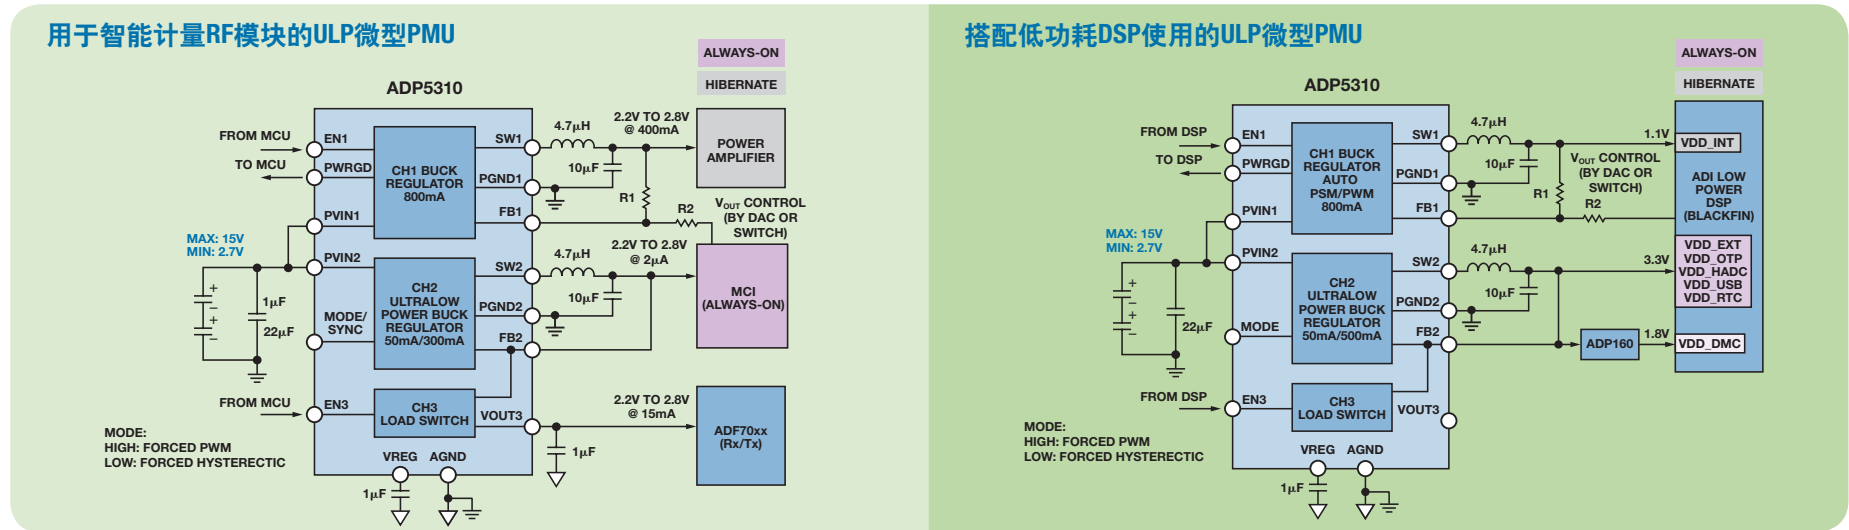 用于智能计量RF模块的ULP微型PMU
ALWAYS-ON
HIBERNATE
ADP5310
FROM MCU
TO MCU
EN1
PWRGD
PVIN1
CH1 BUCK
REGULATOR
800mA
SW1
PGND1
FB1
4.7μH
10μF
2.2V TO 2.8V
@ 400mA
R1
R2
POWER
AMPLIFIER
VOUT CONTROL
(BY DAC OR
SWITCH)
MAX: 15V
MIN: 2.7V
+
−
+
−
1μF
22μF
PVIN2
MODE/
SYNC
CH2
ULTRALOW
POWER BUCK
REGULATOR
50mA/300mA
SW2
PGND2
FB2
4.7μH
10μF
2.2V TO 2.8V
@ 2μA
MCI
(ALWAYS-ON)
FROM MCU
EN3
CH3
LOAD SWITCH
VOUT3
2.2V TO 2.8V
@ 15mA
1μF
ADF70xx
(Rx/Tx)
MODE:
HIGH: FORCED PWM
LOW: FORCED HYSTERECTIC
VREG
AGND
1μF
搭配低功耗DSP使用的ULP微型PMU
ALWAYS-ON
HIBERNATE
ADP5310
FROM DSP
TO DSP
EN1
PWRGD
PVIN1
CH1 BUCK
REGULATOR
AUTO
PSM/PWM
800mA
SW1
PGND1
FB1
4.7μH
10μF
1.1V
VDD_INT
VOUT CONTROL
(BY DAC OR
SWITCH)
R1
R2
ADI LOW
POWER
DSP
(BLACKFIN)
MAX: 15V
MIN: 2.7V
+
−
+
−
22μF
PVIN2
MODE
CH2
ULTRALOW
POWER BUCK
REGULATOR
50mA/500mA
SW2
PGND2
FB2
4.7μH
10μF
3.3V
VDD_EXT
VDD_OTP
VDD_HADC
VDD_USB
VDD_RTC
ADP160
1.8V
VDD_DMC
FROM DSP
EN3
CH3
LOAD SWITCH
VOUT3
MODE:
HIGH: FORCED PWM
LOW: FORCED HYSTERECTIC
VREG
AGND
1μF